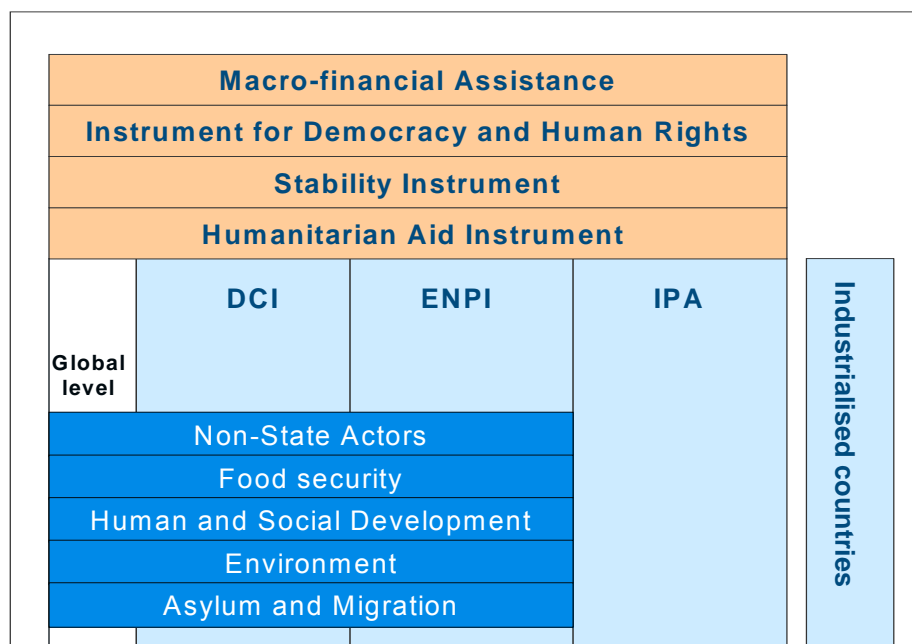 Macro-financial Assistance
Instrument for Democracy and Human Rights
Stability Instrument
Humanitarian Aid Instrument
DCI
ENPI
IPA
Global
level
Industrialised countries
Non-State Actors
Food security
Human and Social Development
Environment
Asylum and Migration